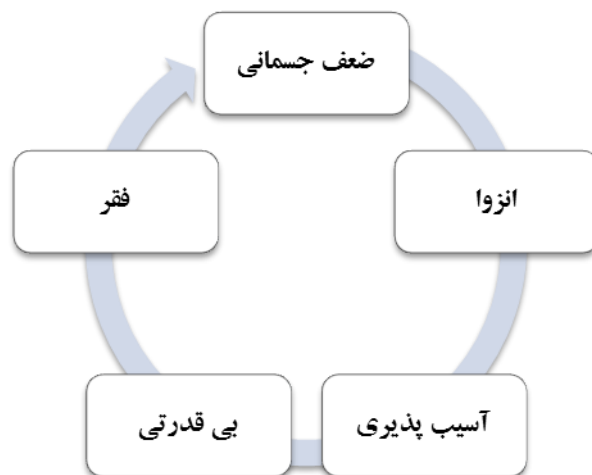 ضعف جسمانی
انزوا
آسیب پذیری
بی قدرتی
فقر